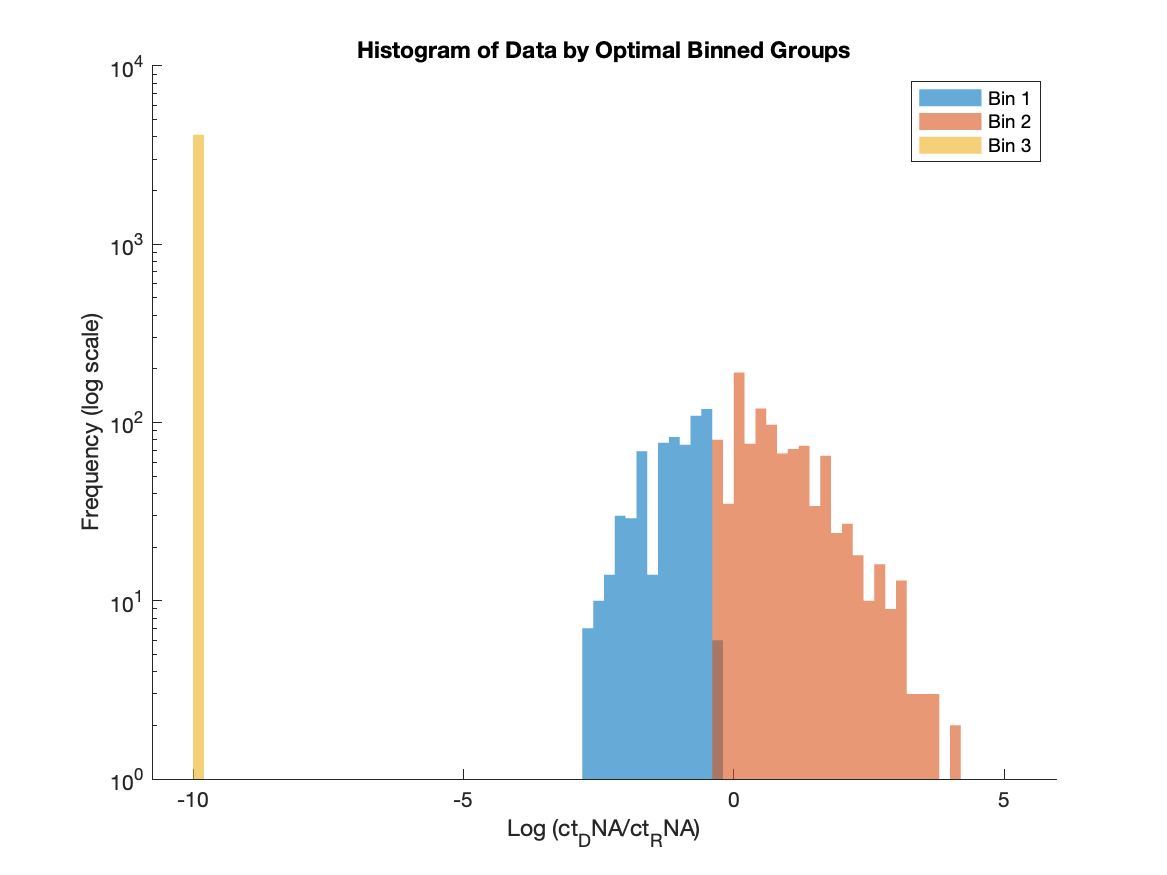 Histogram of Data by Optimal Binned Groups
Bin 1
Bin 2
Bin 3
Frequency (log scale)
10^4
10^3
10^2
10^1
10^0
-10 -5 0 5
Log (ct_DNA/ct_RNA)